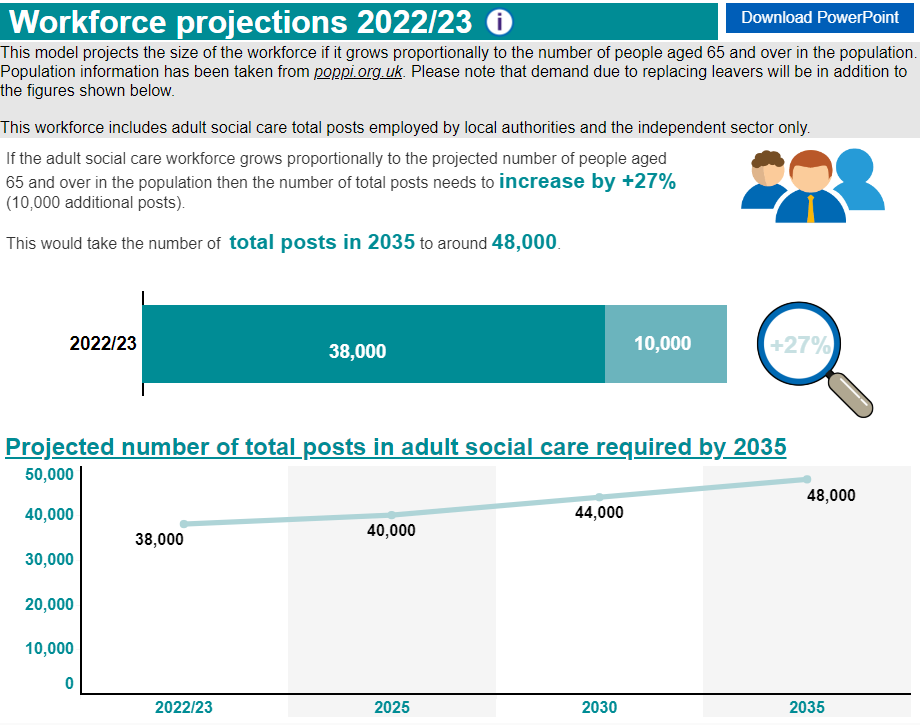 Workforce projections 2022/23 i
Download PowerPoint
This model projects the size of the workforce if it grows proportionally to the number of people aged 65 and over in the population.
Population information has been taken from poppi.org.uk. Please note that demand due to replacing leavers will be in addition to
the figures shown below.
This workforce includes adult social care total posts employed by local authorities and the independent sector only.
If the adult social care workforce grows proportionally to the projected number of people aged
65 and over in the population then the number of total posts needs to increase by +27%
(10,000 additional posts).
This would take the number of total posts in 2035 to around 48,000.
2022/23
38,000
10,000
+27%
Projected number of total posts in adult social care required by 2035
50,000
40,000
30,000
20,000
10,000
0
38,000
40,000
44,000
48,000
2022/23
2025
2030
2035